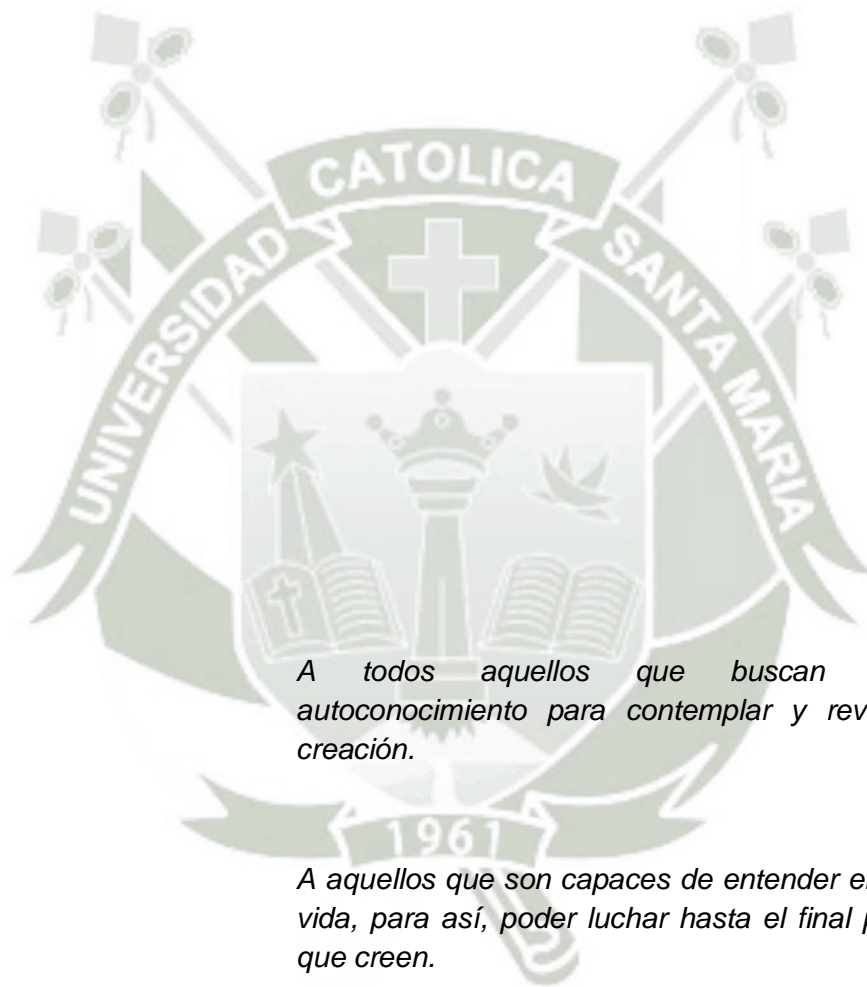 CATOLICA
UNIVERSIDAD
SANTA MARIA
A todos aquellos que buscan
autoconocimiento para contemplar y
creación.
1961
A aquellos que son capaces de entender
vida, para así, poder luchar hasta el final
que creen.